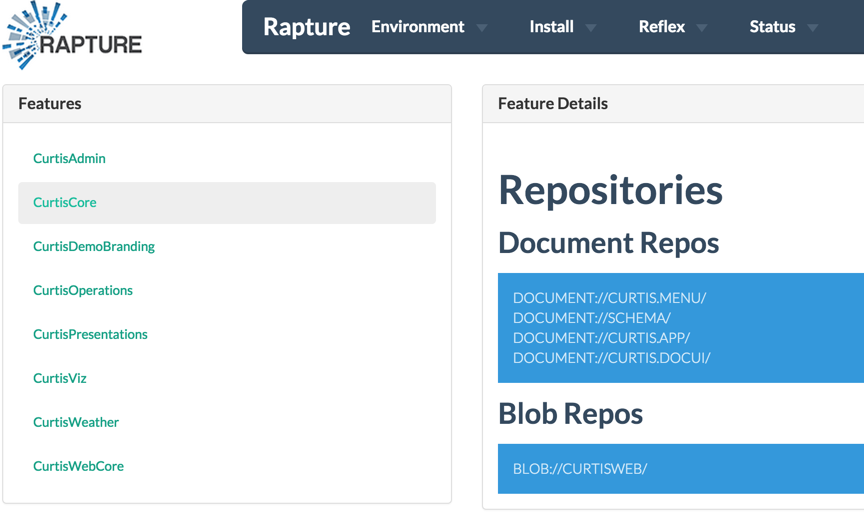 RAPTURE
Rapture Environment Install Reflex Status
Features
CurtisAdmin
CurtisCore
CurtisDemoBranding
CurtisOperations
CurtisPresentations
CurtisViz
CurtisWeather
CurtisWebCore
Feature Details
Repositories
Document Repos
DOCUMENT://CURTIS.MENU/
DOCUMENT://SCHEMA/
DOCUMENT://CURTIS.APP/
DOCUMENT://CURTIS.DOCUI/
Blob Repos
BLOB://CURTISWEB/